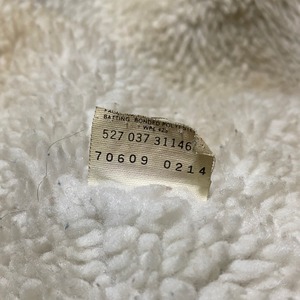 BATTING BONDED POLYESTER
527 037 31146
70609 0214